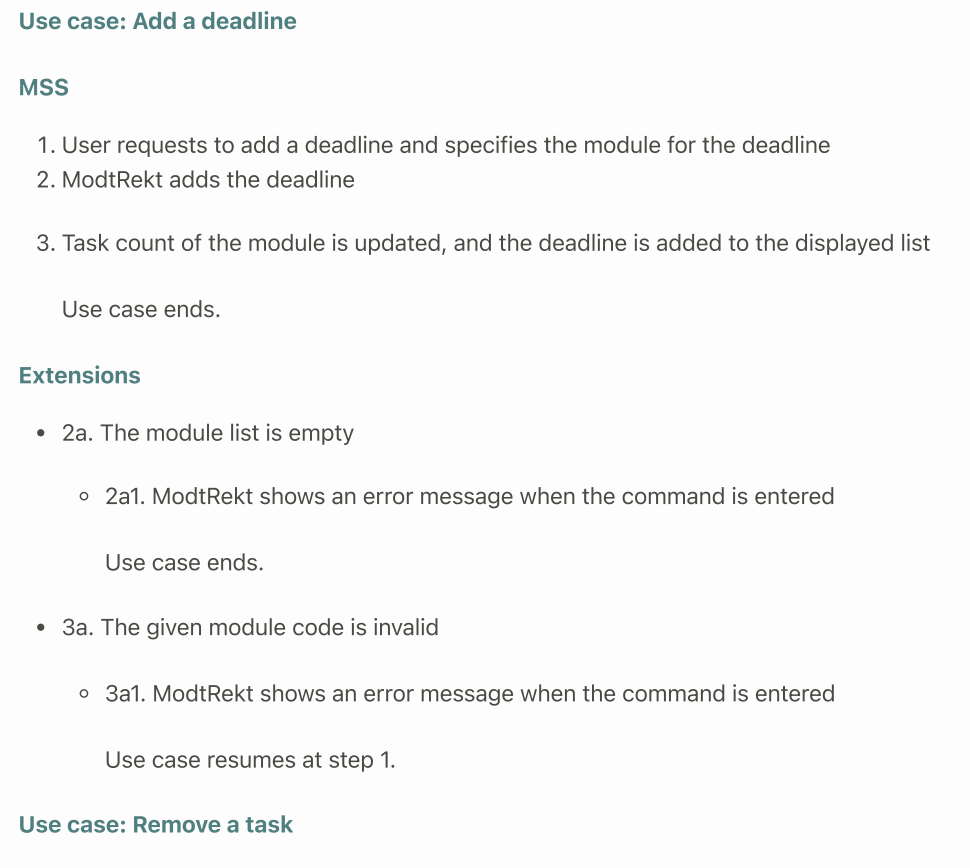 Use case: Add a deadline
MSS
1. User requests to add a deadline and specifies the module for the deadline
2. ModtRekt adds the deadline
3. Task count of the module is updated, and the deadline is added to the displayed list
Use case ends.
Extensions
• 2a. The module list is empty
◦ 2a1. ModtRekt shows an error message when the command is entered
Use case ends.
• 3a. The given module code is invalid
◦ 3a1. ModtRekt shows an error message when the command is entered
Use case resumes at step 1.
Use case: Remove a task